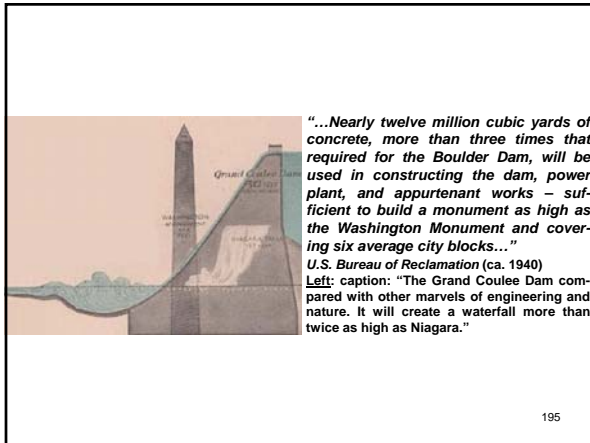 Grand Coulee Dam
WASHINGTON
MONUMENT
“…Nearly twelve million cubic yards of
concrete, more than three times that
required for the Boulder Dam, will be
used in constructing the dam, power
plant, and appurtenant works – suf-
ficient to build a monument as high as
the Washington Monument and cover-
ing six average city blocks…”
U.S. Bureau of Reclamation (ca. 1940)
Left: caption: “The Grand Coulee Dam com-
pared with other marvels of engineering and
nature. It will create a waterfall more than
twice as high as Niagara.”
195